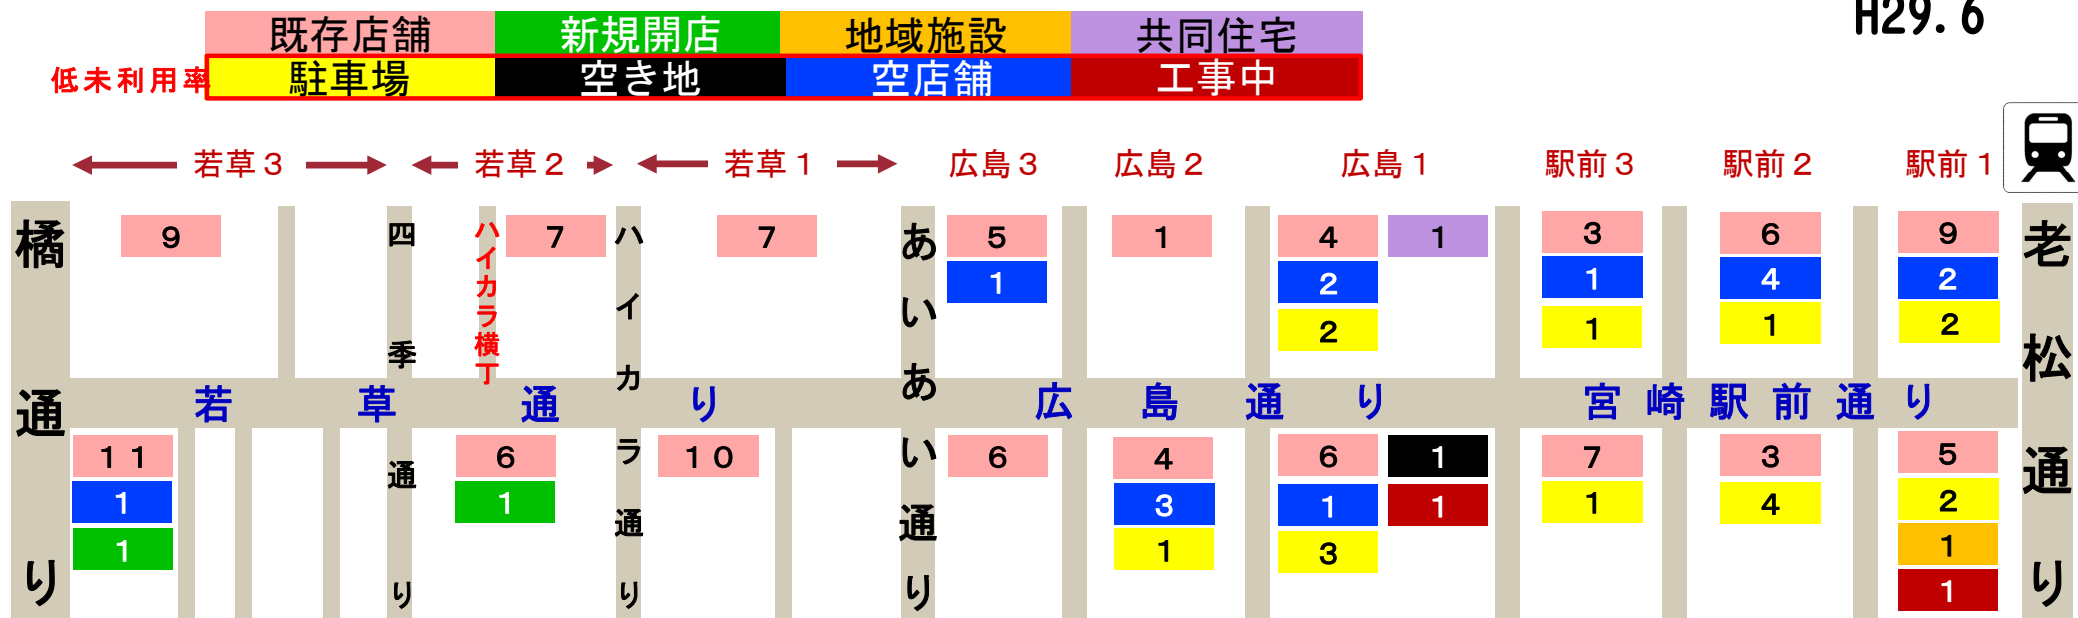 H29.6
既存店舗 新規開店 地域施設 共同住宅
低未利用率 駐車場 空き地 空店舗 工事中
若草3 若草2 若草1 広島3 広島2 広島1 駅前3 駅前2 駅前1
橘通り
四季通り
ハイカラ横丁
ハイカラ通り
あいあい通り
老松通り
9 7 7 5 1 4 1 3 6 9
1 2 1 4 2
2 1 1 2
若草通り 広島通り 宮崎駅前通り
11 6 10 6 4 6 1 7 3 5
1 1 3 1 1 1 4 2
1 1 3 1
1